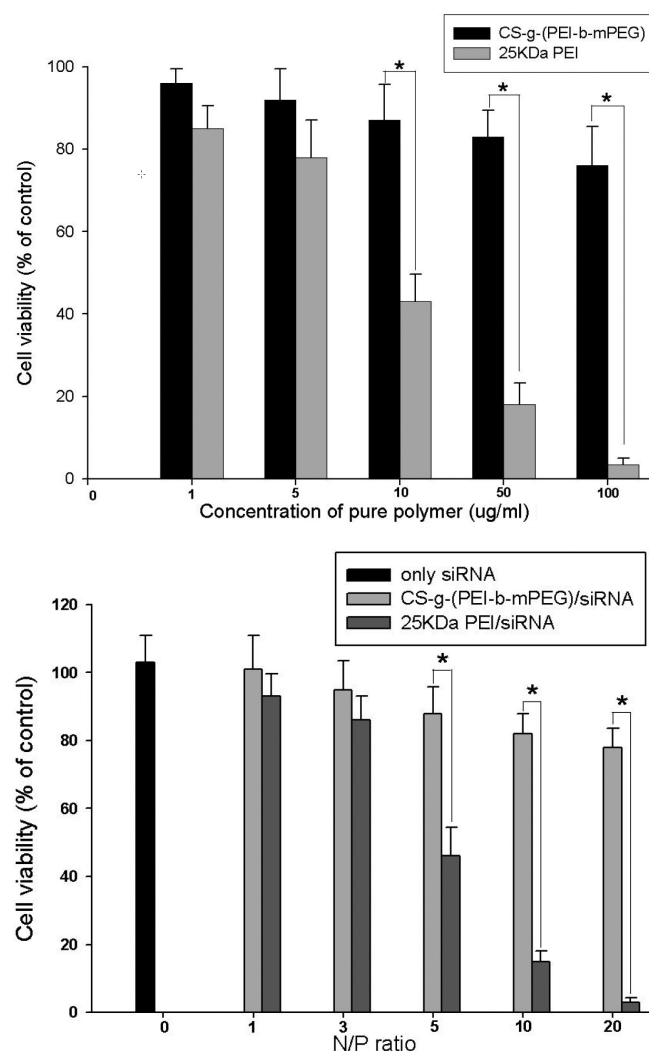 CS-g-(PEI-b-mPEG)
25KDa PEI
100
80
60
40
20
0
Cell viability (% of control)
* * *
0 1 5 10 50 100
Concentration of pure polymer (ug/ml)
only siRNA
CS-g-(PEI-b-mPEG)/siRNA
25KDa PEI/siRNA
120
100
80
60
40
20
0
Cell viability (% of control)
* * *
0 1 3 5 10 20
N/P ratio